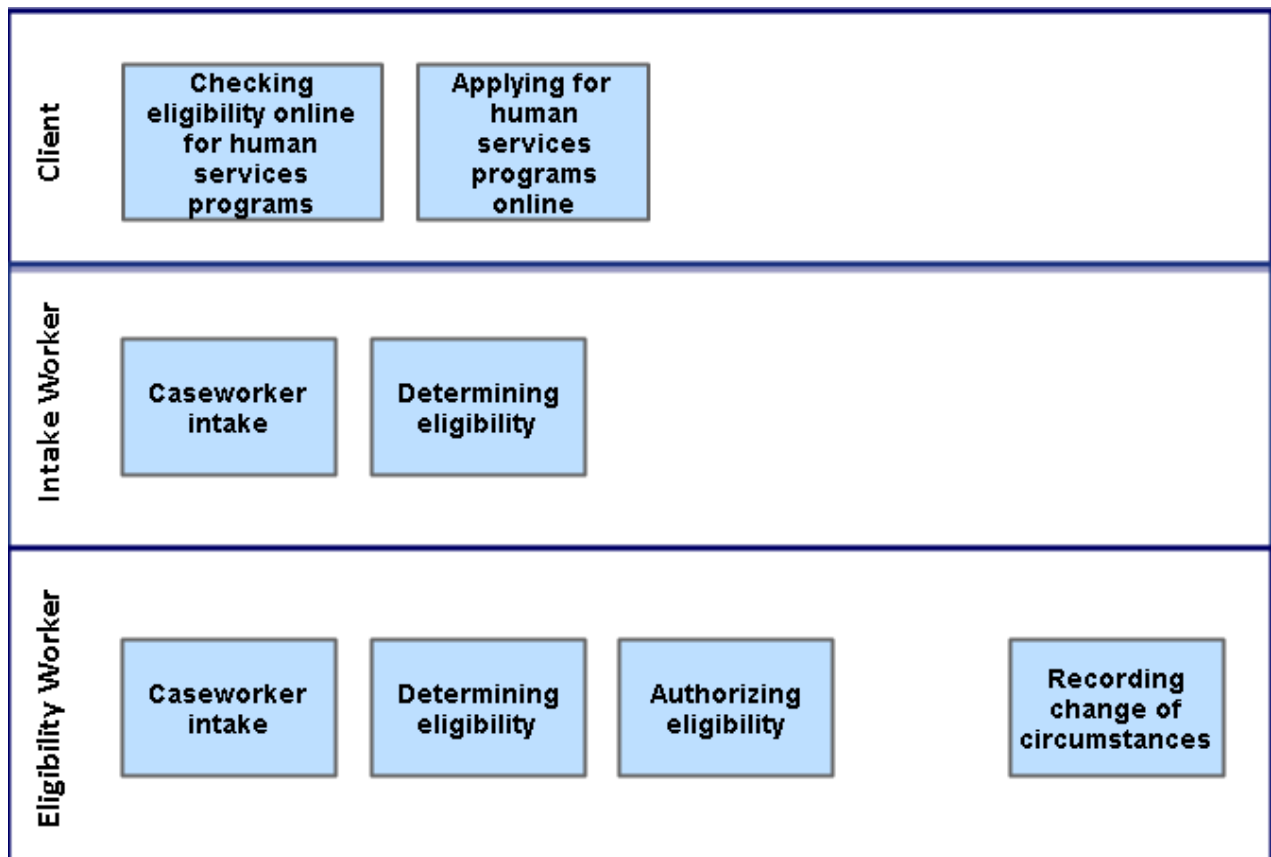 Client
Checking
eligibility online
for human
services
programs
Applying for
human
services
programs
online
Intake Worker
Caseworker
intake
Determining
eligibility
Eligibility Worker
Caseworker
intake
Determining
eligibility
Authorizing
eligibility
Recording
change of
circumstances